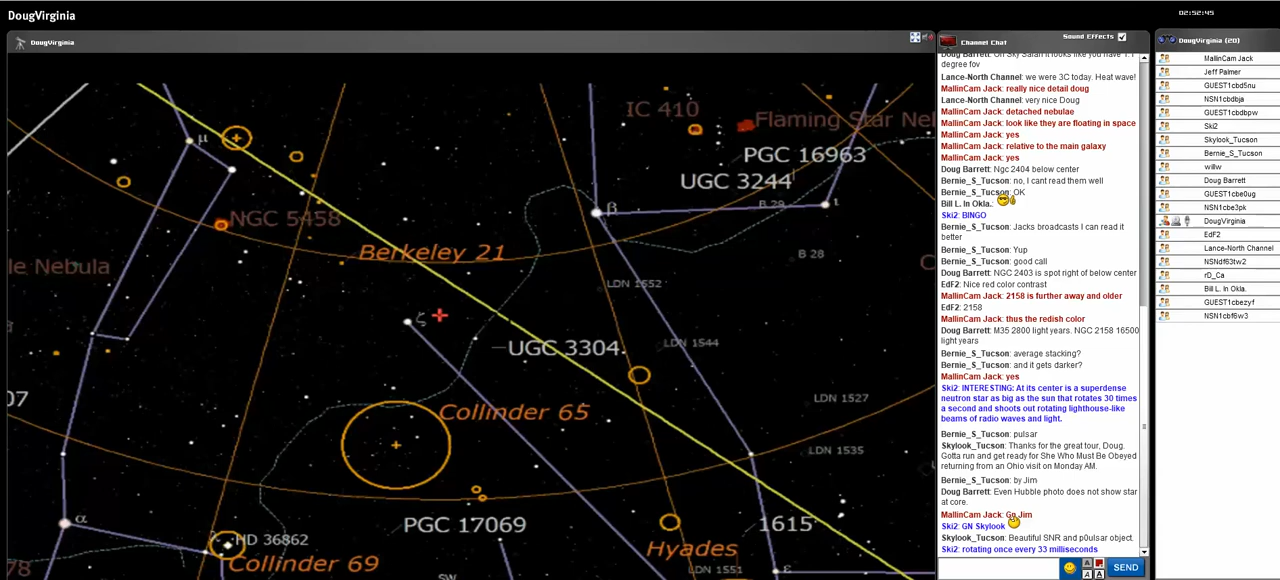 DougVirginia
02:52:45
DougVirginia
IC 410
Flaming Star Nel
μ
PGC 16963
UGC 3244
NGC 5458
β
B 29
ι
Berkeley 21
B 28
le Nebula
LDN 1552
ζ
UGC 3304
LDN 1544
07
LDN 1527
Collinder 65
LDN 1535
α
PGC 17069
1615
HD 36862
Hyades
Collinder 69
LDN 1551
ε
Channel Chat
Sound Effects
degree fov
Lance-North Channel: we were 3C today. Heat wave!
MallinCam Jack: really nice detail doug
Lance-North Channel: very nice Doug
MallinCam Jack: detached nebulae
MallinCam Jack: look like they are floating in space
MallinCam Jack: yes
MallinCam Jack: relative to the main galaxy
MallinCam Jack: yes
Doug Barrett: Ngc 2404 below center
Bernie_S_Tucson: no, I cant read them well
Bernie_S_Tucson: OK
Bill L. In Okla.:
Ski2: BINGO
Bernie_S_Tucson: Jacks broadcasts I can read it
better
Bernie_S_Tucson: Yup
Bernie_S_Tucson: good call
Doug Barrett: NGC 2403 is spot right of below center
EdF2: Nice red color contrast
MallinCam Jack: 2158 is further away and older
EdF2: 2158
MallinCam Jack: thus the redish color
Doug Barrett: M35 2800 light years. NGC 2158 16500
light years
Bernie_S_Tucson: average stacking?
Bernie_S_Tucson: and it gets darker?
MallinCam Jack: yes
Ski2: INTERESTING: At its center is a superdense
neutron star as big as the sun that rotates 30 times
a second and shoots out rotating lighthouse-like
beams of radio waves and light.
Bernie_S_Tucson: pulsar
Skylook_Tucson: Thanks for the great tour, Doug.
Gotta run and get ready for She Who Must Be Obeyed
returning from an Ohio visit on Monday AM.
Bernie_S_Tucson: by Jim
Doug Barrett: Even Hubble photo does not show star
at core.
MallinCam Jack: Gn Jim
Ski2: GN Skylook
Skylook_Tucson: Beautiful SNR and p0ulsar object.
Ski2: rotating once every 33 milliseconds
SEND
DougVirginia (20)
MallinCam Jack
Jeff Palmer
GUEST1cbd5nu
NSN1cbdbja
GUEST1cbdbpw
Ski2
Skylook_Tucson
Bernie_S_Tucson
willw
Doug Barrett
GUEST1cbe0ug
NSN1cbe3pk
DougVirginia
EdF2
Lance-North Channel
NSNdf63tw2
rD_Ca
Bill L. In Okla.
GUEST1cbezyf
NSN1cbf6w3